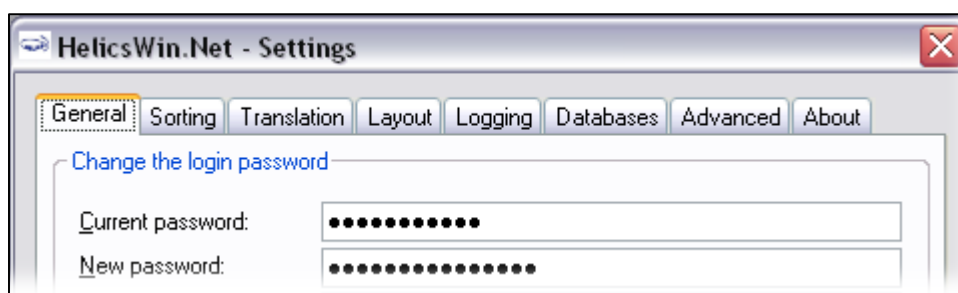 HelicsWin.Net - Settings
General Sorting Translation Layout Logging Databases Advanced About
Change the login password
Current password: ●●●●●●●●●●●
New password: ●●●●●●●●●●●●●●●